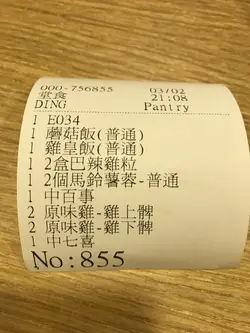 000-756855 03/02
堂食 21:08
DING Pantry
1 E034
1 蘑菇飯(普通)
1 雞皇飯(普通)
1 2盒巴辣雞粒
1 2個馬鈴薯蓉-普通
1 中百事
2 原味雞-雞上髀
2 原味雞-雞下髀
1 中七喜
No:855